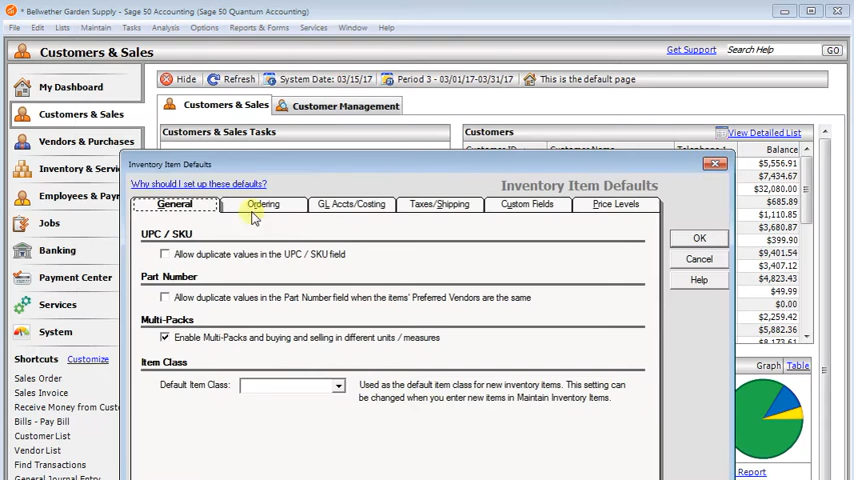 * Bellwether Garden Supply - Sage 50 Accounting (Sage 50 Quantum Accounting)
File Edit Lists Maintain Tasks Analysis Options Reports & Forms Services Window Help
Customers & Sales
Get Support
Search Help
GO
My Dashboard
Hide
Refresh
System Date: 03/15/17
Period 3 - 03/01/17-03/31/17
This is the default page
Customers & Sales
Customers & Sales
Customer Management
Vendors & Purchases
Customers & Sales Tasks
Customers
View Detailed List
Balance
Inventory Item Defaults
$5,556.91
Inventory & Servi
Why should I set up these defaults?
Inventory Item Defaults
$7,434.67
$32,080.00
Employees & Pay
General
Ordering
GL Accts/Costing
Taxes/Shipping
Custom Fields
Price Levels
$685.89
$1,110.85
Jobs
UPC / SKU
OK
$3,680.78
$399.90
Banking
Allow duplicate values in the UPC / SKU field
Cancel
$9,401.54
$3,407.12
Payment Center
Part Number
Help
$4,823.43
$49.99
Services
Allow duplicate values in the Part Number field when the items' Preferred Vendors are the same
$0.00
Multi-Packs
$2,259.42
System
Enable Multi-Packs and buying and selling in different units / measures
$5,882.36
Shortcuts
Customize
Item Class
Graph
Table
Sales Order
Default Item Class:
Used as the default item class for new inventory items. This setting can
Sales Invoice
be changed when you enter new items in Maintain Inventory Items.
Receive Money from Custo
Bills - Pay Bill
Customer List
Vendor List
Find Transactions
Report